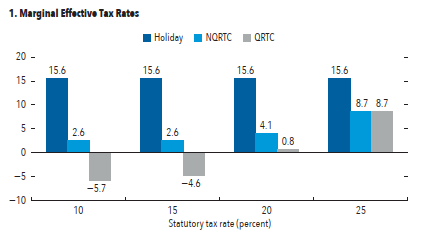 1. Marginal Effective Tax Rates
Holiday NQRTC QRTC
20
15
10
5
0
−5
−10
15.6 2.6 −5.7
15.6 2.6 −4.6
15.6 4.1 0.8
15.6 8.7 8.7
10 15 20 25
Statutory tax rate (percent)